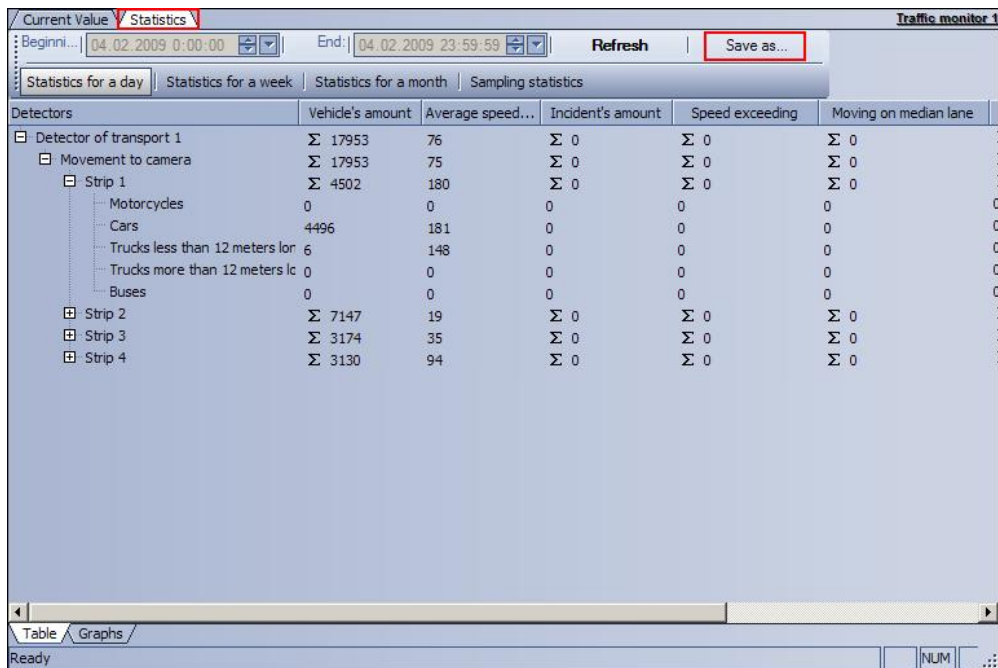 Current Value Statistics Traffic monitor 1
Beginni... 04.02.2009 0:00:00 End: 04.02.2009 23:59:59 Refresh Save as...
Statistics for a day Statistics for a week Statistics for a month Sampling statistics
Detectors Vehicle's amount Average speed... Incident's amount Speed exceeding Moving on median lane
Detector of transport 1 Σ 17953 76 Σ 0 Σ 0 Σ 0
Movement to camera Σ 17953 75 Σ 0 Σ 0 Σ 0
Strip 1 Σ 4502 180 Σ 0 Σ 0 Σ 0
Motorcycles 0 0 0 0 0 0
Cars 4496 181 0 0 0 0
Trucks less than 12 meters lon 6 148 0 0 0 0
Trucks more than 12 meters lc 0 0 0 0 0 0
Buses 0 0 0 0 0 0
Strip 2 Σ 7147 19 Σ 0 Σ 0 Σ 0
Strip 3 Σ 3174 35 Σ 0 Σ 0 Σ 0
Strip 4 Σ 3130 94 Σ 0 Σ 0 Σ 0
Table Graphs
Ready NUM